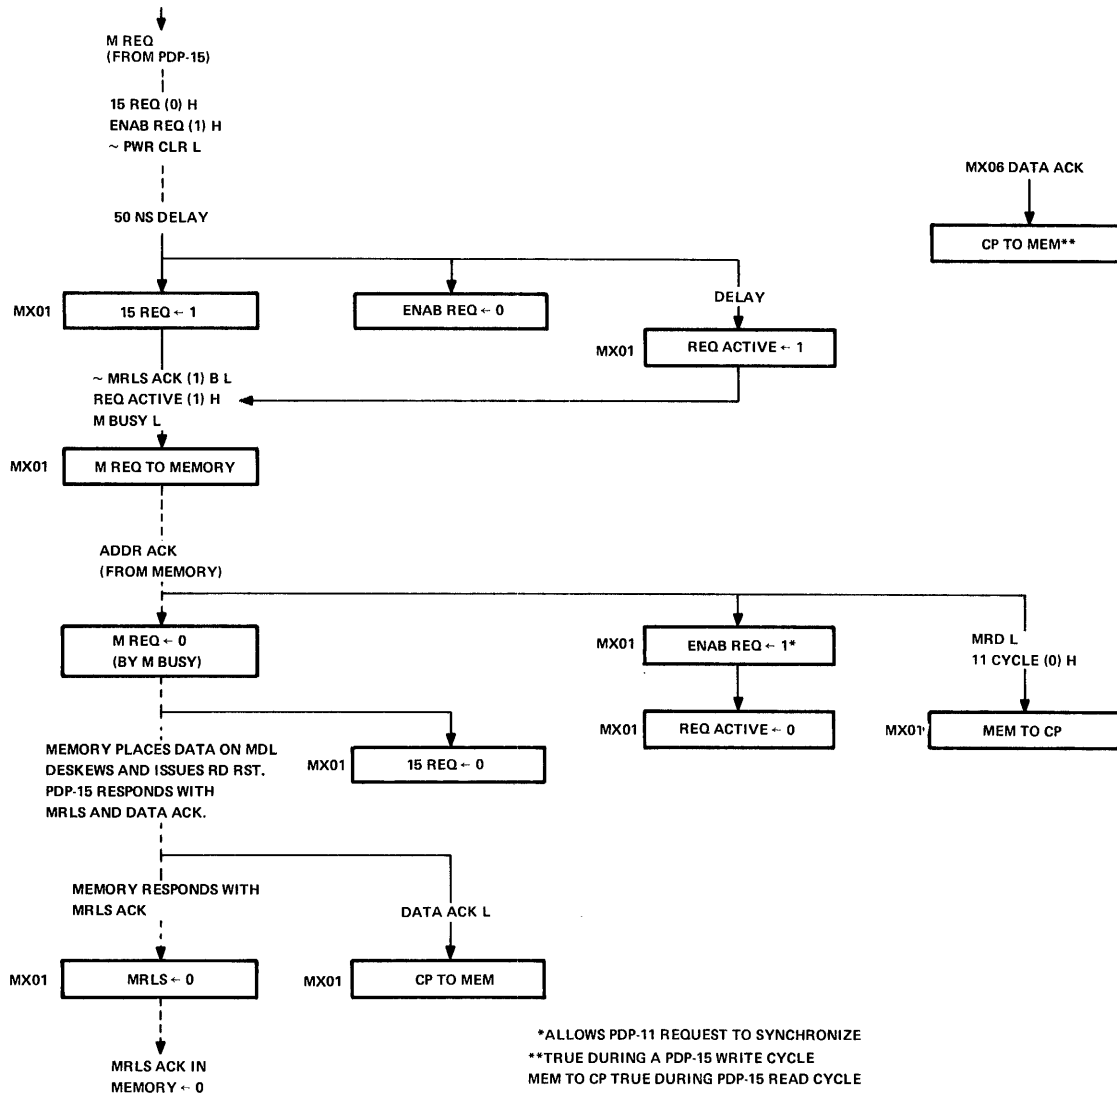 M REQ
(FROM PDP-15)
15 REQ (0) H
ENAB REQ (1) H
~ PWR CLR L
50 NS DELAY
MX06 DATA ACK
CP TO MEM**
MX01
15 REQ ← 1
ENAB REQ ← 0
DELAY
MX01
REQ ACTIVE ← 1
~ MRLS ACK (1) B L
REQ ACTIVE (1) H
M BUSY L
MX01
M REQ TO MEMORY
ADDR ACK
(FROM MEMORY)
M REQ ← 0
(BY M BUSY)
MX01
ENAB REQ ← 1*
MRD L
11 CYCLE (0) H
MX01
REQ ACTIVE ← 0
MX01
MEM TO CP
MEMORY PLACES DATA ON MDL
DESKEWS AND ISSUES RD RST.
PDP-15 RESPONDS WITH
MRLS AND DATA ACK.
MX01
15 REQ ← 0
MEMORY RESPONDS WITH
MRLS ACK
DATA ACK L
MX01
MRLS ← 0
MX01
CP TO MEM
MRLS ACK IN
MEMORY ← 0
*ALLOWS PDP-11 REQUEST TO SYNCHRONIZE
**TRUE DURING A PDP-15 WRITE CYCLE
MEM TO CP TRUE DURING PDP-15 READ CYCLE